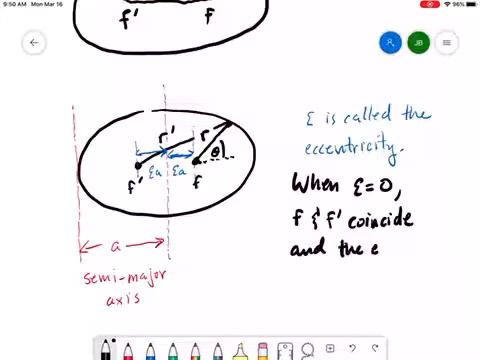 9:50 AM Mon Mar 16
96%
f' f
JB
r' r θ
εa εa
f' f
a
semi-major
axis
ε is called the
eccentricity.
When ε=0,
f & f' coincide
and the e